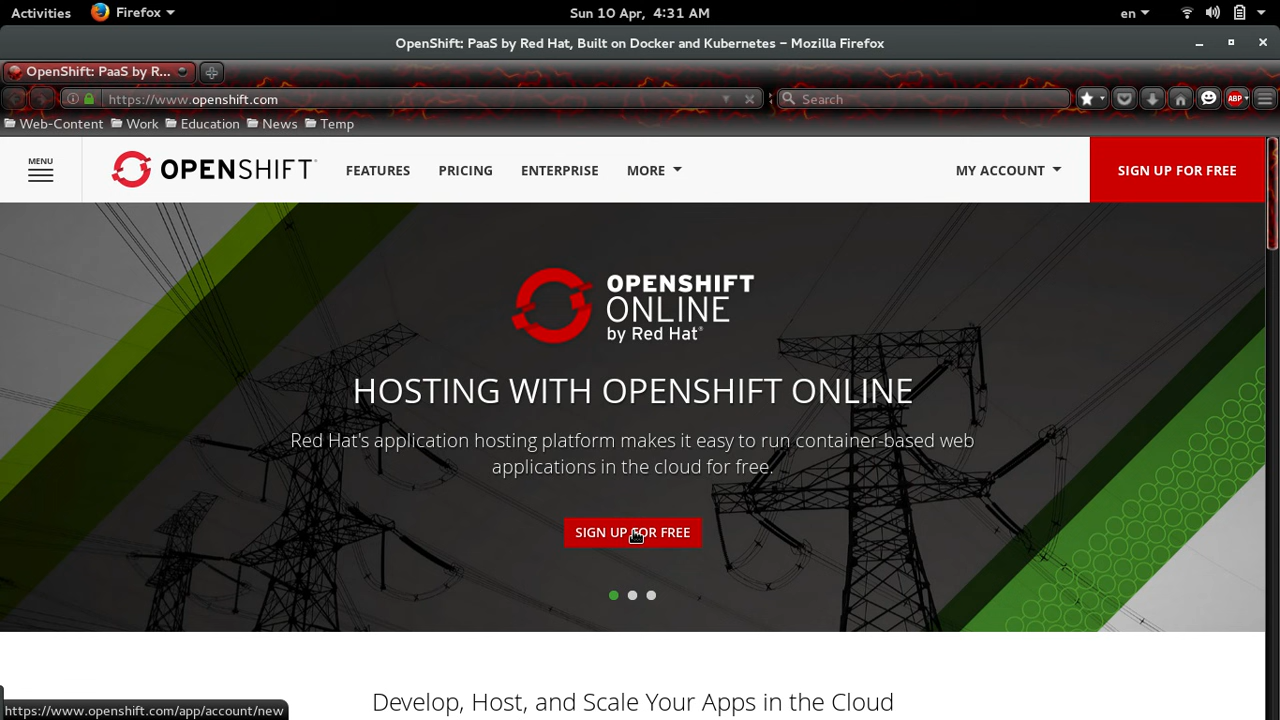 Activities Firefox Sun 10 Apr, 4:31 AM en
OpenShift: PaaS by Red Hat, Built on Docker and Kubernetes – Mozilla Firefox
OpenShift: PaaS by R...
https://www.openshift.com Search ABP
Web-Content Work Education News Temp
MENU
OPENSHIFT FEATURES PRICING ENTERPRISE MORE MY ACCOUNT SIGN UP FOR FREE
OPENSHIFT
ONLINE
by Red Hat®
HOSTING WITH OPENSHIFT ONLINE
Red Hat's application hosting platform makes it easy to run container-based web
applications in the cloud for free.
SIGN UP FOR FREE
Develop, Host, and Scale Your Apps in the Cloud
https://www.openshift.com/app/account/new